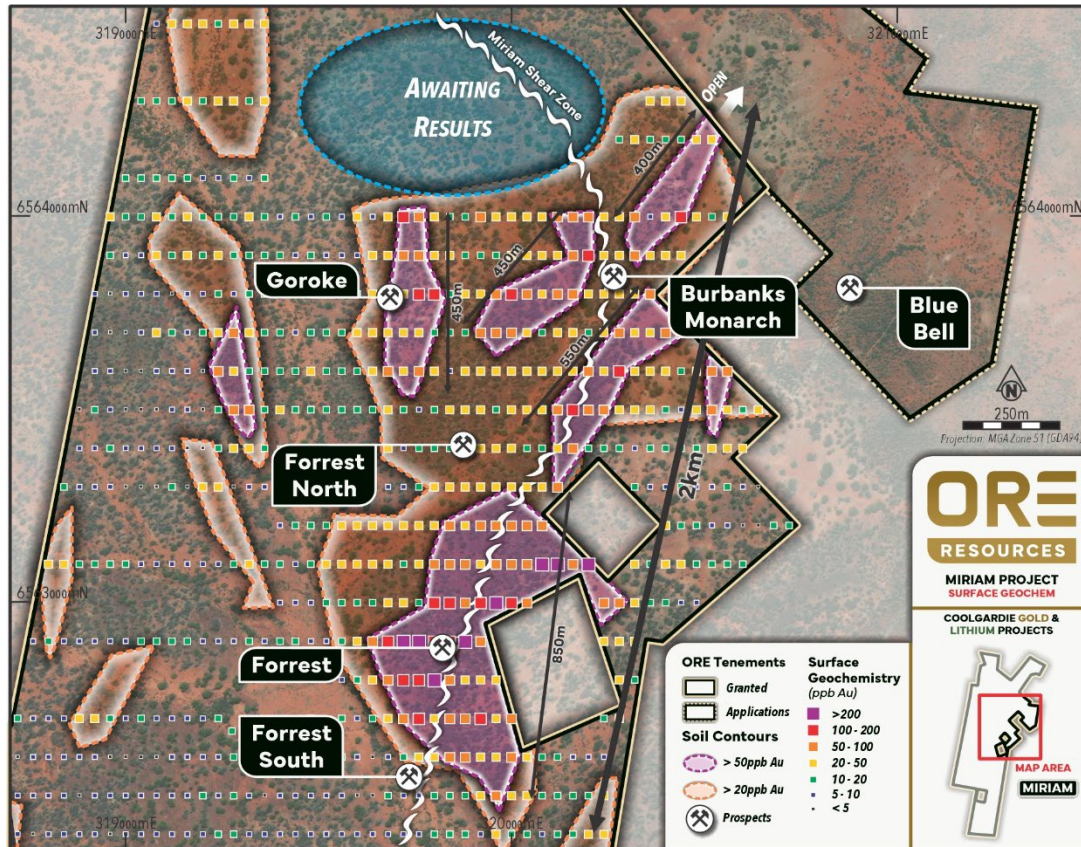 319000mE
321000mE
Miriam Shear Zone
AWAITING
RESULTS
OPEN
400m
6564000mN
6564000mN
Goroke
450m
450m
Burbanks
Monarch
Blue
Bell
550m
N
250m
Projection: MGA Zone 51 (GDA94)
Forrest
North
2km
ORE
RESOURCES
MIRIAM PROJECT
SURFACE GEOCHEM
COOLGARDIE GOLD &
LITHIUM PROJECTS
MAP AREA
MIRIAM
6563000mN
850m
Forrest
Forrest
South
ORE Tenements
Granted
Applications
Soil Contours
> 50ppb Au
> 20ppb Au
Prospects
Surface
Geochemistry
(ppb Au)
>200
100 - 200
50 - 100
20 - 50
10 - 20
5 - 10
< 5
319000mE
20000mE